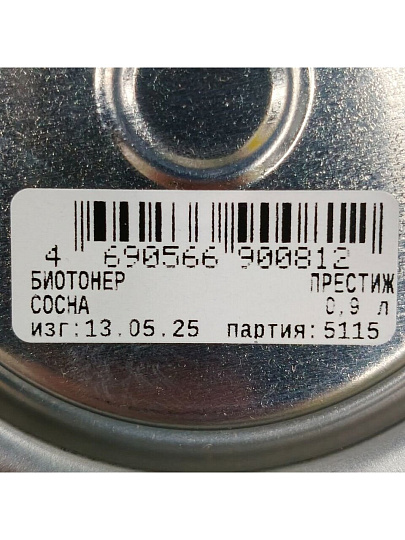 4 690566 900812
БИОТОНЕР ПРЕСТИЖ
СОСНА 0,9 л
изг:13.05.25 партия:5115